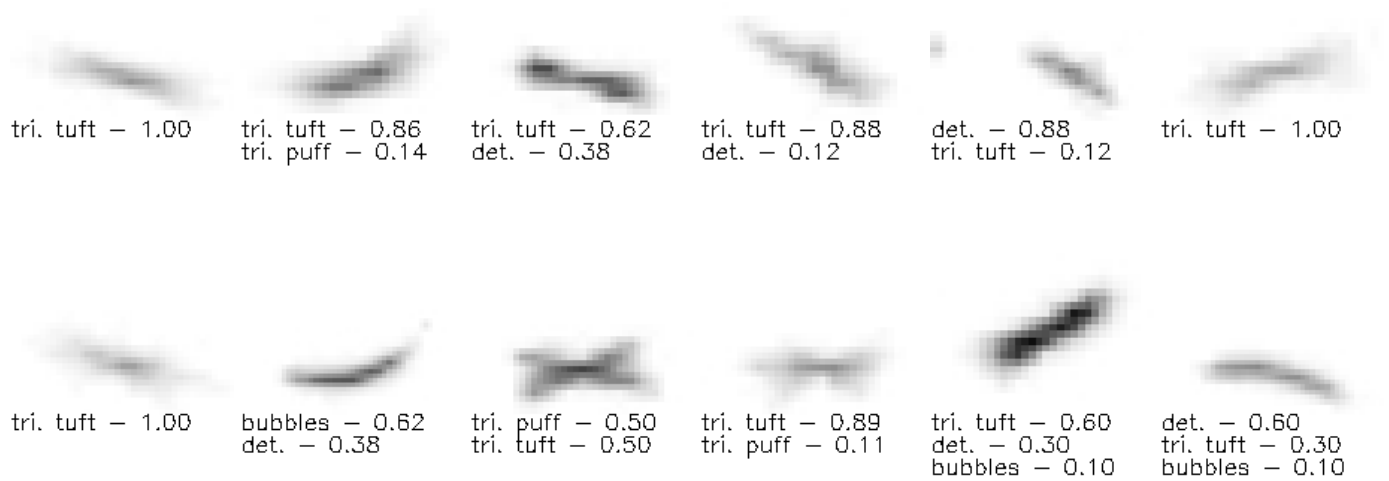 tri. tuft – 1.00
tri. tuft – 0.86
tri. puff – 0.14
tri. tuft – 0.62
det. – 0.38
tri. tuft – 0.88
det. – 0.12
det. – 0.88
tri. tuft – 0.12
tri. tuft – 1.00
tri. tuft – 1.00
bubbles – 0.62
det. – 0.38
tri. puff – 0.50
tri. tuft – 0.50
tri. tuft – 0.89
tri. puff – 0.11
tri. tuft – 0.60
det. – 0.30
bubbles – 0.10
det. – 0.60
tri. tuft – 0.30
bubbles – 0.10